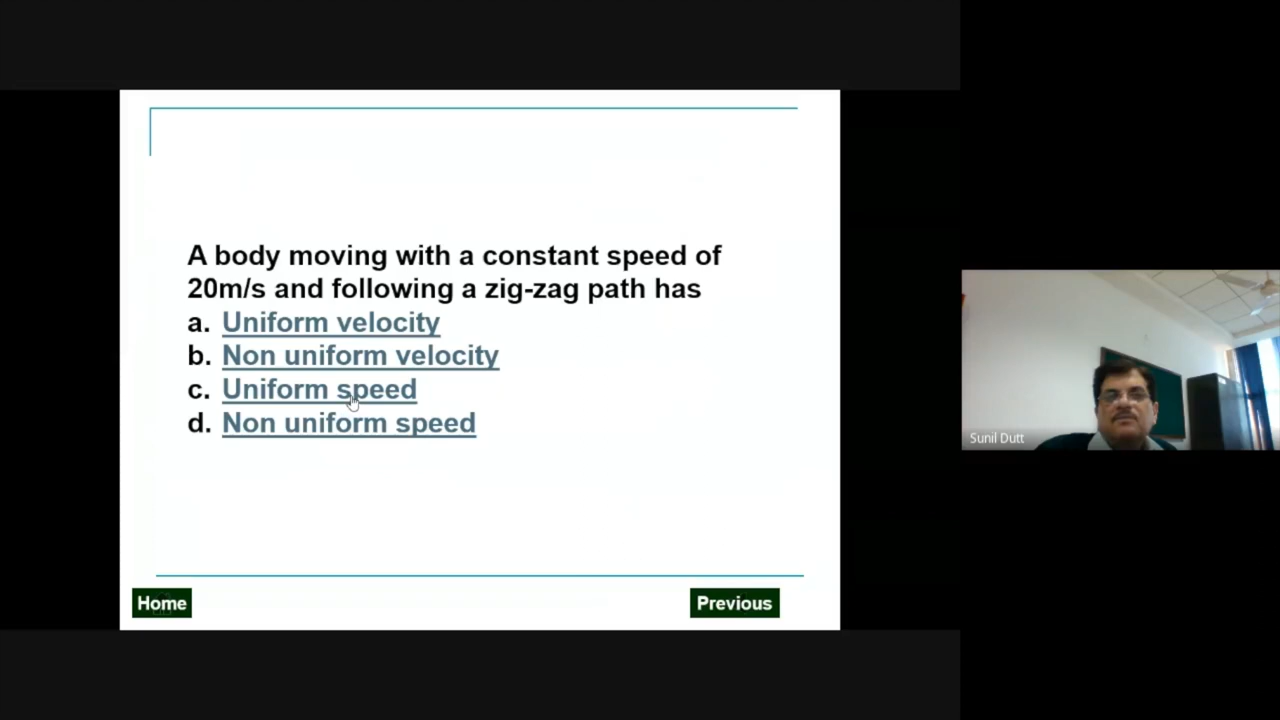 A body moving with a constant speed of
20m/s and following a zig-zag path has
a. Uniform velocity
b. Non uniform velocity
c. Uniform speed
d. Non uniform speed
Home
Previous
Sunil Dutt